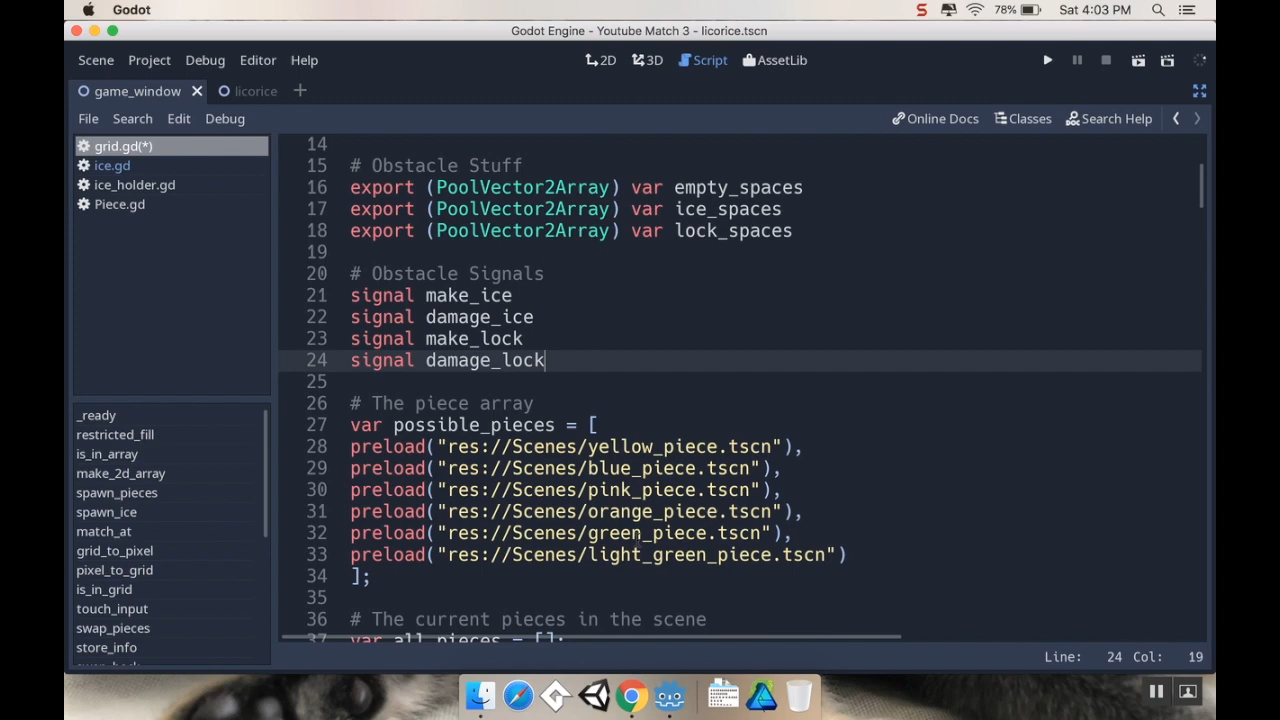 Godot
S
78%
Sat 4:03 PM
Godot Engine - Youtube Match 3 - licorice.tscn
Scene Project Debug Editor Help
2D 3D Script AssetLib
game_window licorice
File Search Edit Debug
Online Docs Classes Search Help
grid.gd(*)
ice.gd
ice_holder.gd
Piece.gd
_ready
restricted_fill
is_in_array
make_2d_array
spawn_pieces
spawn_ice
match_at
grid_to_pixel
pixel_to_grid
is_in_grid
touch_input
swap_pieces
store_info
14
15 # Obstacle Stuff
16 export (PoolVector2Array) var empty_spaces
17 export (PoolVector2Array) var ice_spaces
18 export (PoolVector2Array) var lock_spaces
19
20 # Obstacle Signals
21 signal make_ice
22 signal damage_ice
23 signal make_lock
24 signal damage_lock
25
26 # The piece array
27 var possible_pieces = [
28 preload("res://Scenes/yellow_piece.tscn"),
29 preload("res://Scenes/blue_piece.tscn"),
30 preload("res://Scenes/pink_piece.tscn"),
31 preload("res://Scenes/orange_piece.tscn"),
32 preload("res://Scenes/green_piece.tscn"),
33 preload("res://Scenes/light_green_piece.tscn")
34 ];
35
36 # The current pieces in the scene
37 var all_pieces = [];
Line: 24 Col: 19